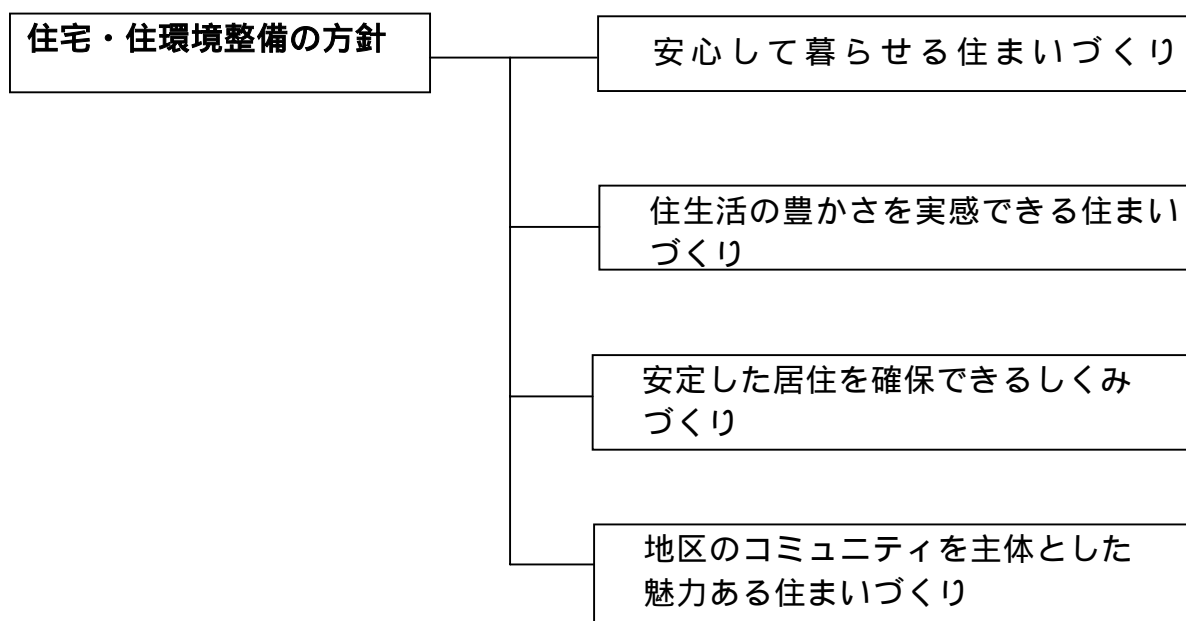 住宅・住環境整備の方針
安心して暮らせる住まいづくり
住生活の豊かさを実感できる住まい
づくり
安定した居住を確保できるしくみ
づくり
地区のコミュニティを主体とした
魅力ある住まいづくり